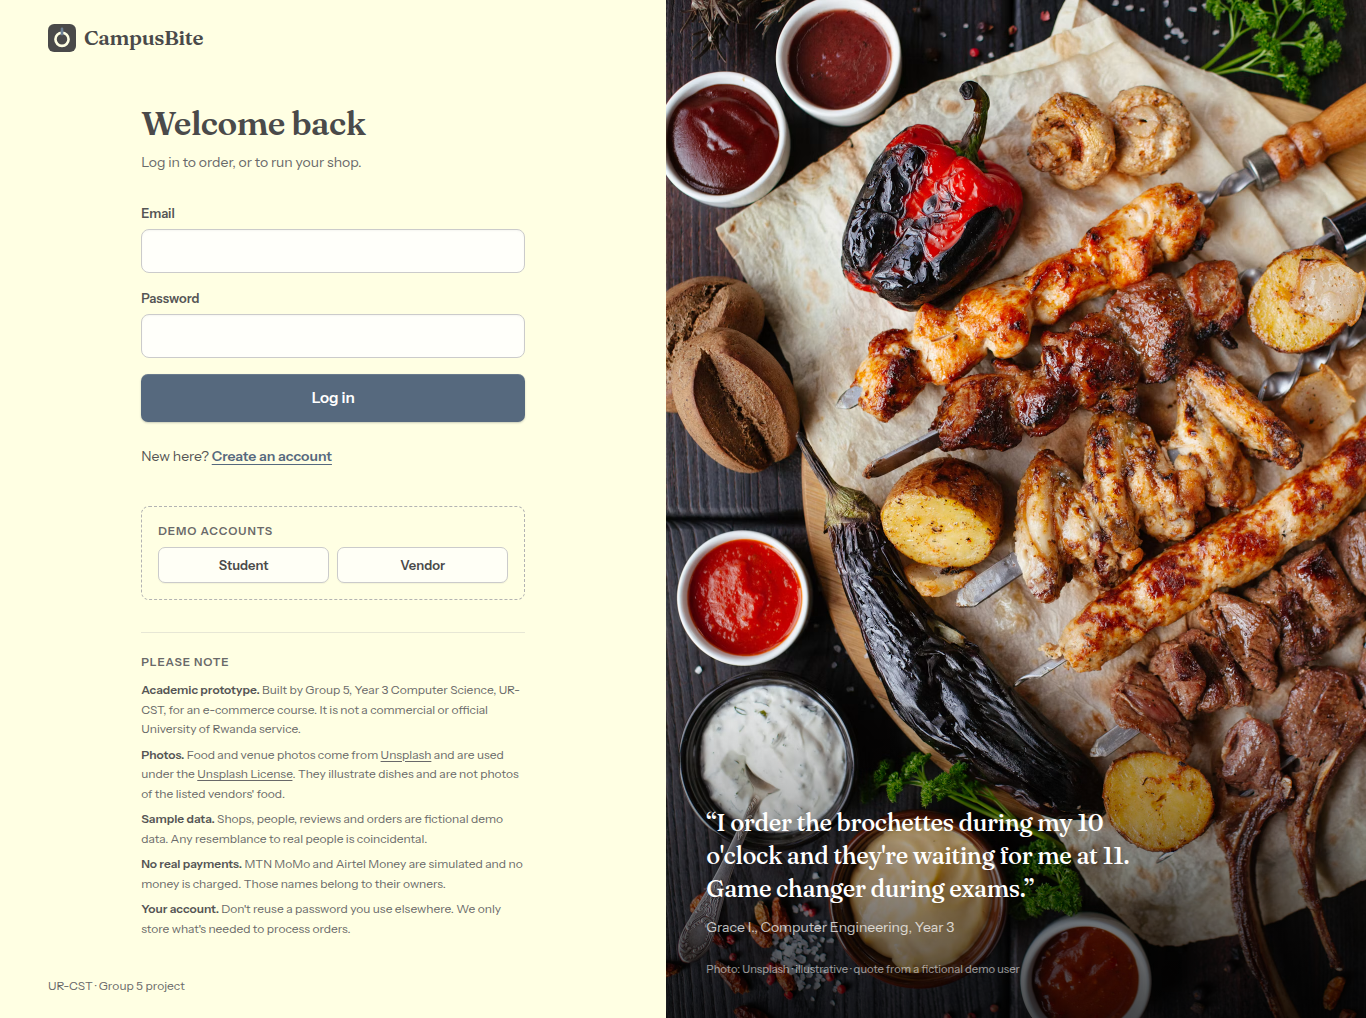 CampusBite
Welcome back
Log in to order, or to run your shop.
Email
Password
Log in
New here? Create an account
DEMO ACCOUNTS
Student
Vendor
PLEASE NOTE
Academic prototype. Built by Group 5, Year 3 Computer Science, UR-
CST, for an e-commerce course. It is not a commercial or official
University of Rwanda service.
Photos. Food and venue photos come from Unsplash and are used
under the Unsplash License. They illustrate dishes and are not photos
of the listed vendors' food.
Sample data. Shops, people, reviews and orders are fictional demo
data. Any resemblance to real people is coincidental.
No real payments. MTN MoMo and Airtel Money are simulated and no
money is charged. Those names belong to their owners.
Your account. Don't reuse a password you use elsewhere. We only
store what's needed to process orders.
UR-CST · Group 5 project
“I order the brochettes during my 10
o'clock and they're waiting for me at 11.
Game changer during exams.”
Grace I., Computer Engineering, Year 3
Photo: Unsplash · illustrative · quote from a fictional demo user